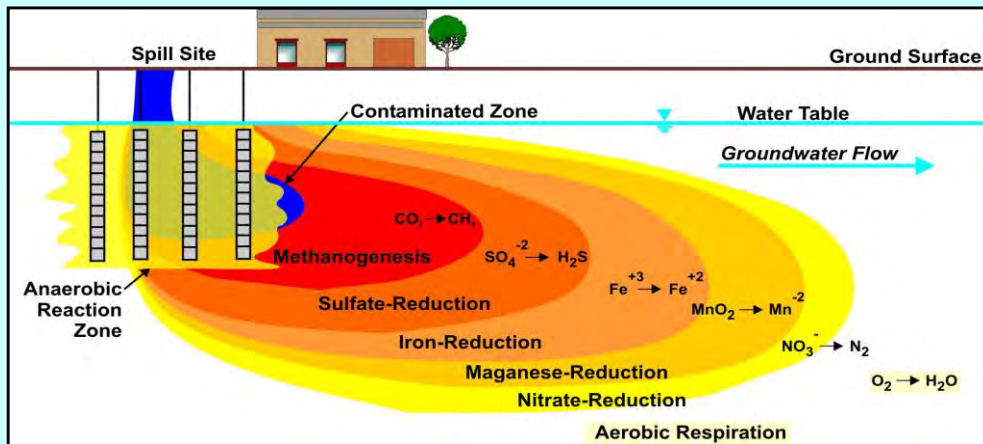 Spill Site
Ground Surface
Contaminated Zone
Water Table
Groundwater Flow
CO₂ → CH₄
Methanogenesis
SO₄⁻² → H₂S
Anaerobic
Reaction
Zone
Sulfate-Reduction
Fe⁺³ → Fe⁺²
MnO₂ → Mn⁻²
Iron-Reduction
NO₃⁻ → N₂
Maganese-Reduction
O₂ → H₂O
Nitrate-Reduction
Aerobic Respiration